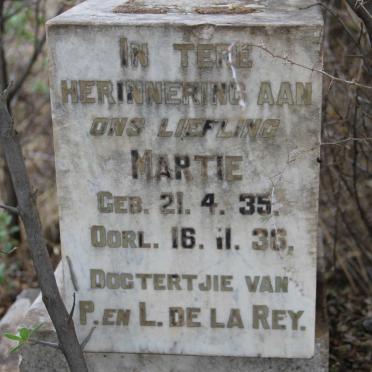 IN TERE
HERINNERING AAN
ONS LIEFLING
MARTIE
GEB. 21. 4. 35.
OORL. 16. 11. 36.
DOGTERTJIE VAN
P. EN L. DE LA REY.